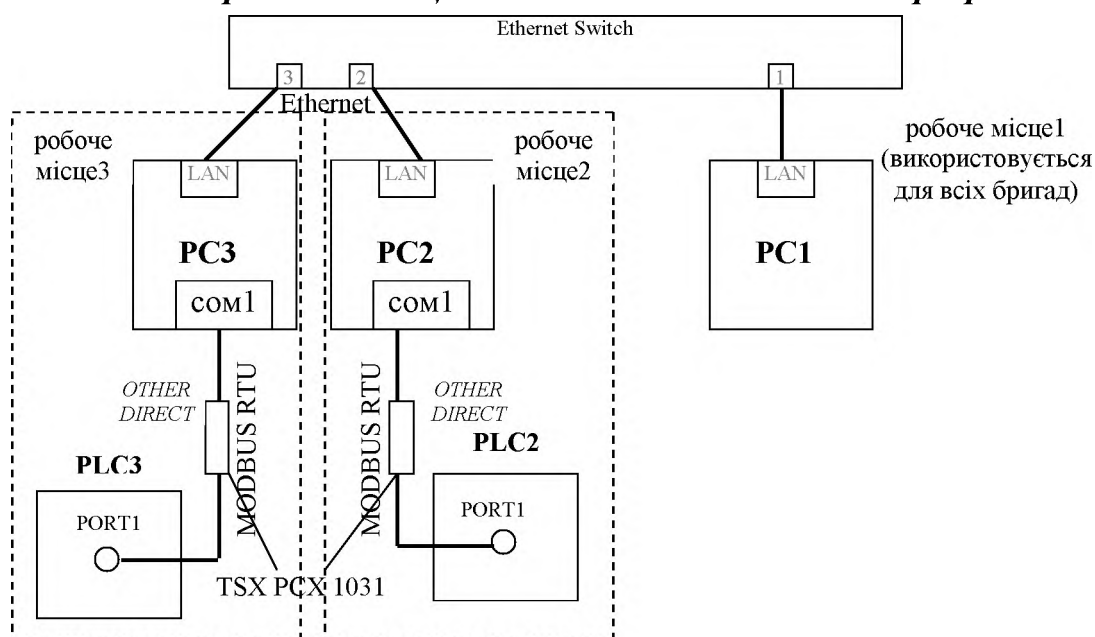 Ethernet Switch
3
2
1
Ethernet
робоче
місце3
робоче
місце2
робоче місце1
(використовується
для всіх бригад)
LAN
LAN
LAN
PC3
PC2
PC1
com1
com1
OTHER
DIRECT
MODBUS RTU
MODBUS RTU
OTHER
DIRECT
PLC3
PLC2
PORT1
PORT1
TSX PCX 1031